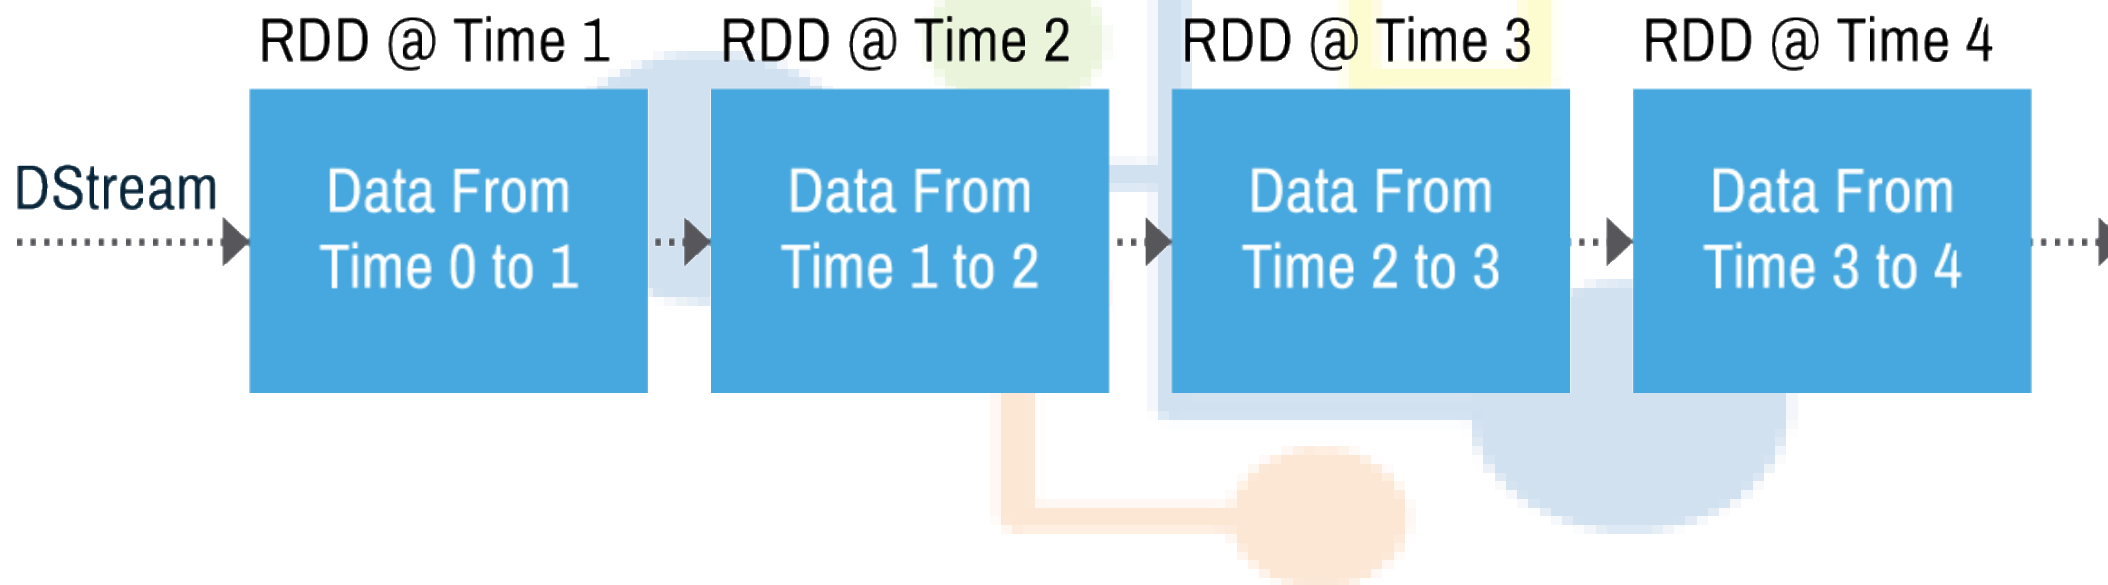 RDD @ Time 1
RDD @ Time 2
RDD @ Time 3
RDD @ Time 4
DStream
Data From
Time 0 to 1
Data From
Time 1 to 2
Data From
Time 2 to 3
Data From
Time 3 to 4